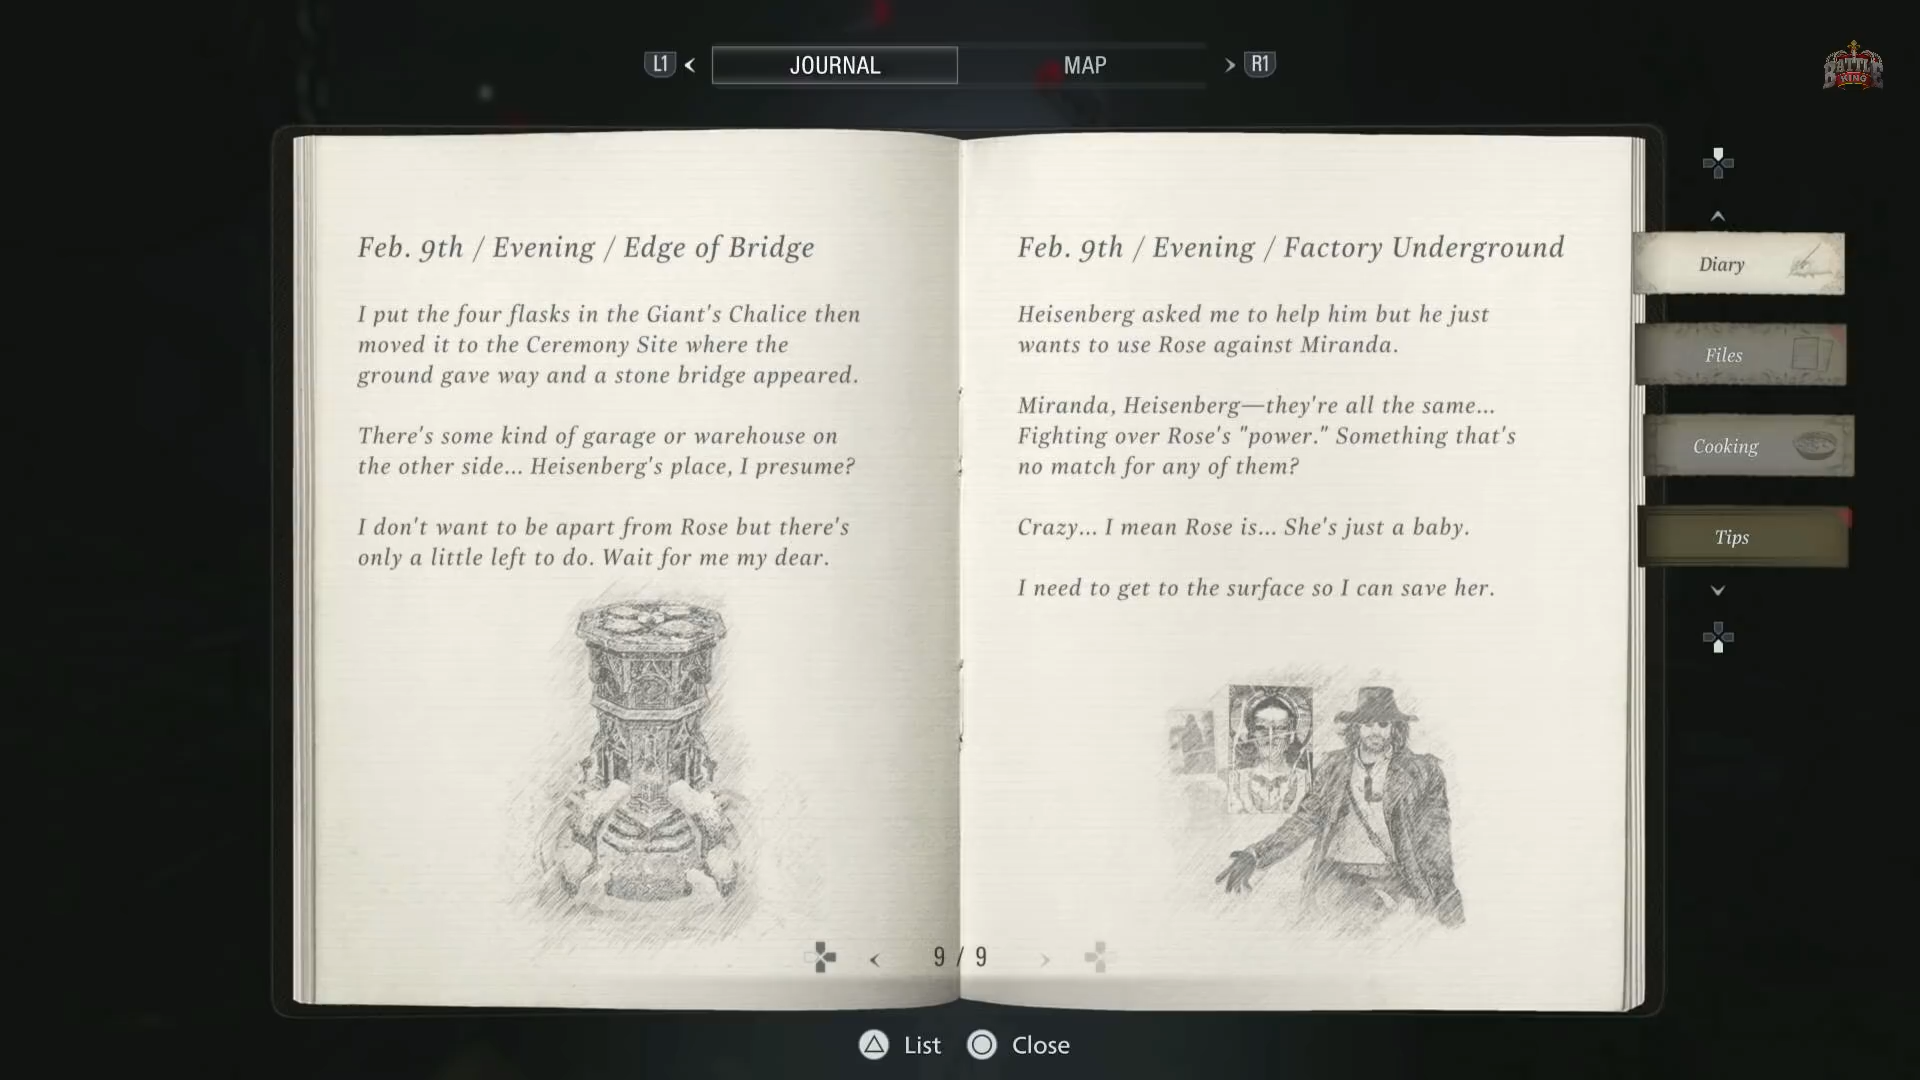 L1
JOURNAL
MAP
R1
BATTLE
KING
Feb. 9th / Evening / Edge of Bridge
I put the four flasks in the Giant's Chalice then
moved it to the Ceremony Site where the
ground gave way and a stone bridge appeared.
There's some kind of garage or warehouse on
the other side... Heisenberg's place, I presume?
I don't want to be apart from Rose but there's
only a little left to do. Wait for me my dear.
Feb. 9th / Evening / Factory Underground
Heisenberg asked me to help him but he just
wants to use Rose against Miranda.
Miranda, Heisenberg—they're all the same...
Fighting over Rose's "power." Something that's
no match for any of them?
Crazy... I mean Rose is... She's just a baby.
I need to get to the surface so I can save her.
Diary
Files
Cooking
Tips
9 / 9
List
Close